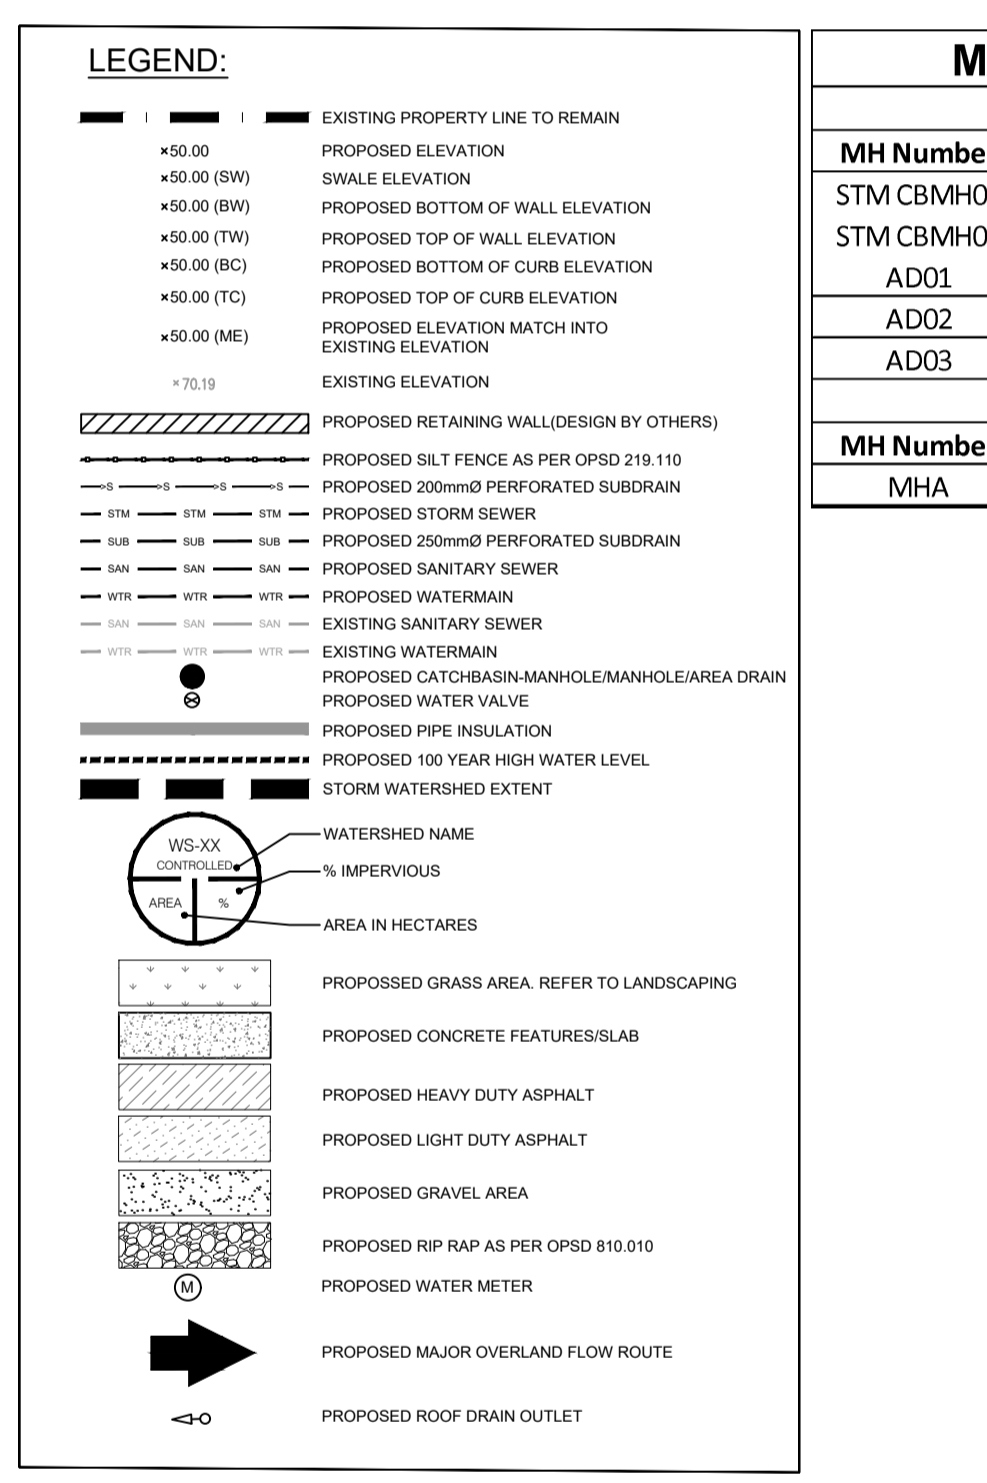 LEGEND:
EXISTING PROPERTY LINE TO REMAIN
×50.00 PROPOSED ELEVATION
×50.00 (SW) SWALE ELEVATION
×50.00 (BW) PROPOSED BOTTOM OF WALL ELEVATION
×50.00 (TW) PROPOSED TOP OF WALL ELEVATION
×50.00 (BC) PROPOSED BOTTOM OF CURB ELEVATION
×50.00 (TC) PROPOSED TOP OF CURB ELEVATION
×50.00 (ME) PROPOSED ELEVATION MATCH INTO
EXISTING ELEVATION
×70.19 EXISTING ELEVATION
PROPOSED RETAINING WALL(DESIGN BY OTHERS)
PROPOSED SILT FENCE AS PER OPSD 219.110
S S S S PROPOSED 200mmØ PERFORATED SUBDRAIN
STM STM STM PROPOSED STORM SEWER
SUB SUB SUB PROPOSED 250mmØ PERFORATED SUBDRAIN
SAN SAN SAN PROPOSED SANITARY SEWER
WTR WTR WTR PROPOSED WATERMAIN
SAN SAN SAN EXISTING SANITARY SEWER
WTR WTR WTR EXISTING WATERMAIN
PROPOSED CATCHBASIN-MANHOLE/MANHOLE/AREA DRAIN
PROPOSED WATER VALVE
PROPOSED PIPE INSULATION
PROPOSED 100 YEAR HIGH WATER LEVEL
STORM WATERSHED EXTENT
WS-XX
CONTROLLED
AREA %
WATERSHED NAME
% IMPERVIOUS
AREA IN HECTARES
PROPOSSED GRASS AREA. REFER TO LANDSCAPING
PROPOSED CONCRETE FEATURES/SLAB
PROPOSED HEAVY DUTY ASPHALT
PROPOSED LIGHT DUTY ASPHALT
PROPOSED GRAVEL AREA
PROPOSED RIP RAP AS PER OPSD 810.010
M PROPOSED WATER METER
PROPOSED MAJOR OVERLAND FLOW ROUTE
PROPOSED ROOF DRAIN OUTLET
M
MH Numbe
STM CBMH0
STM CBMH0
AD01
AD02
AD03
MH Numbe
MHA